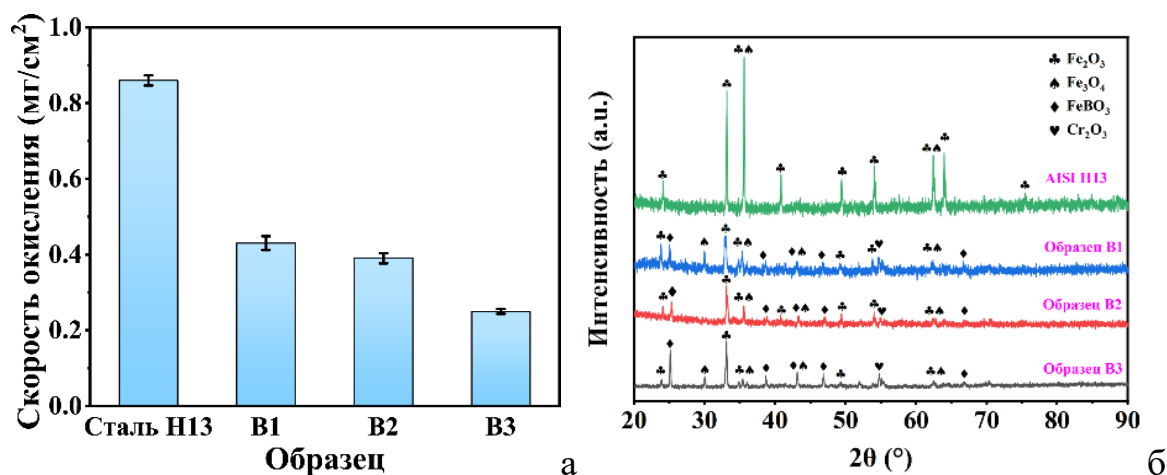 Скорость окисления (мг/см²)
1.0
0.8
0.6
0.4
0.2
0.0
Сталь H13 B1 B2 B3
Образец
а
Интенсивность (a.u.)
♣ Fe₂O₃
♠ Fe₃O₄
♦ FeBO₃
♥ Cr₂O₃
AISI H13
Образец B1
Образец B2
Образец B3
20 30 40 50 60 70 80 90
2θ (°)
б